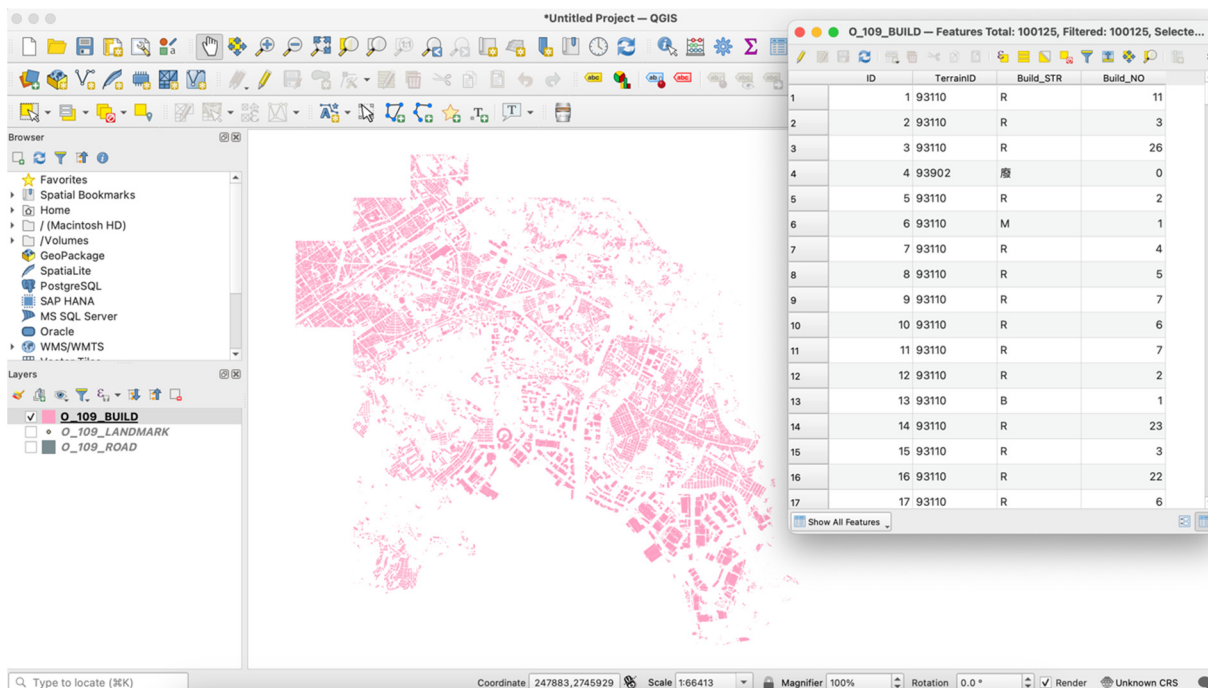 *Untitled Project — QGIS
O_109_BUILD — Features Total: 100125, Filtered: 100125, Selecte...
ID TerrainID Build_STR Build_NO
1 1 93110 R 11
2 2 93110 R 3
3 3 93110 R 26
4 4 93902 廢 0
5 5 93110 R 2
6 6 93110 M 1
7 7 93110 R 4
8 8 93110 R 5
9 9 93110 R 7
10 10 93110 R 6
11 11 93110 R 7
12 12 93110 R 2
13 13 93110 B 1
14 14 93110 R 23
15 15 93110 R 3
16 16 93110 R 22
17 17 93110 R 6
Show All Features
Browser
Favorites
Spatial Bookmarks
Home
/ (Macintosh HD)
/Volumes
GeoPackage
SpatiaLite
PostgreSQL
SAP HANA
MS SQL Server
Oracle
WMS/WMTS
Layers
O_109_BUILD
O_109_LANDMARK
O_109_ROAD
Type to locate (⌘K)
Coordinate 247883,2745929 Scale 1:66413 Magnifier 100% Rotation 0.0 ° Render Unknown CRS